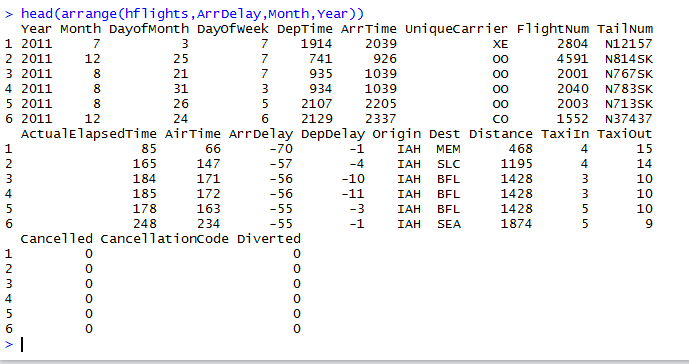 > head(arrange(hflights,ArrDelay,Month,Year))
  Year Month DayofMonth DayOfWeek DepTime ArrTime UniqueCarrier FlightNum TailNum
1 2011     7          3         7    1914    2039            XE      2804  N12157
2 2011    12         25         7     741     926            OO      4591  N814SK
3 2011     8         21         7     935    1039            OO      2001  N767SK
4 2011     8         31         3     934    1039            OO      2040  N783SK
5 2011     8         26         5    2107    2205            OO      2003  N713SK
6 2011    12         24         6    2129    2337            CO      1552  N37437
  ActualElapsedTime AirTime ArrDelay DepDelay Origin Dest Distance TaxiIn TaxiOut
1                85      66      -70       -1    IAH  MEM      468      4      15
2               165     147      -57       -4    IAH  SLC     1195      4      14
3               184     171      -56      -10    IAH  BFL     1428      3      10
4               185     172      -56      -11    IAH  BFL     1428      3      10
5               178     163      -55       -3    IAH  BFL     1428      5      10
6               248     234      -55       -1    IAH  SEA     1874      5       9
  Cancelled CancellationCode Diverted
1         0                         0
2         0                         0
3         0                         0
4         0                         0
5         0                         0
6         0                         0
>